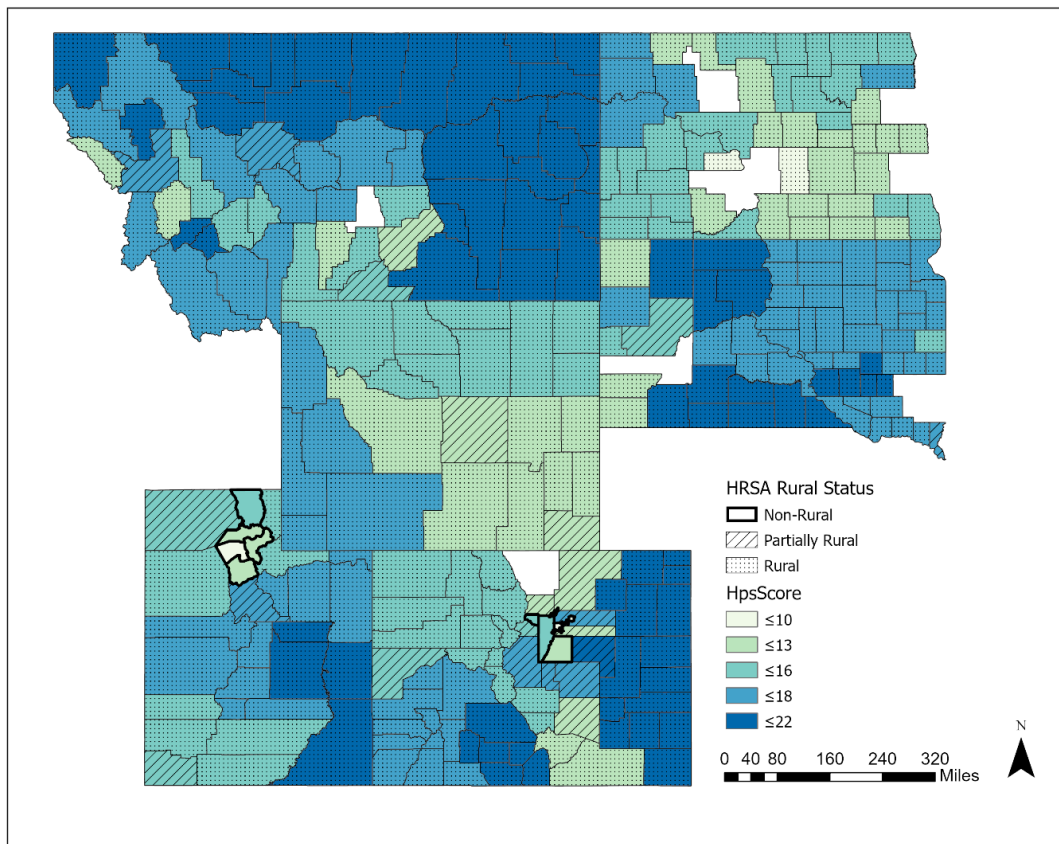 HRSA Rural Status
Non-Rural
Partially Rural
Rural
HpsScore
≤10
≤13
≤16
≤18
≤22
N
0 40 80 160 240 320
Miles